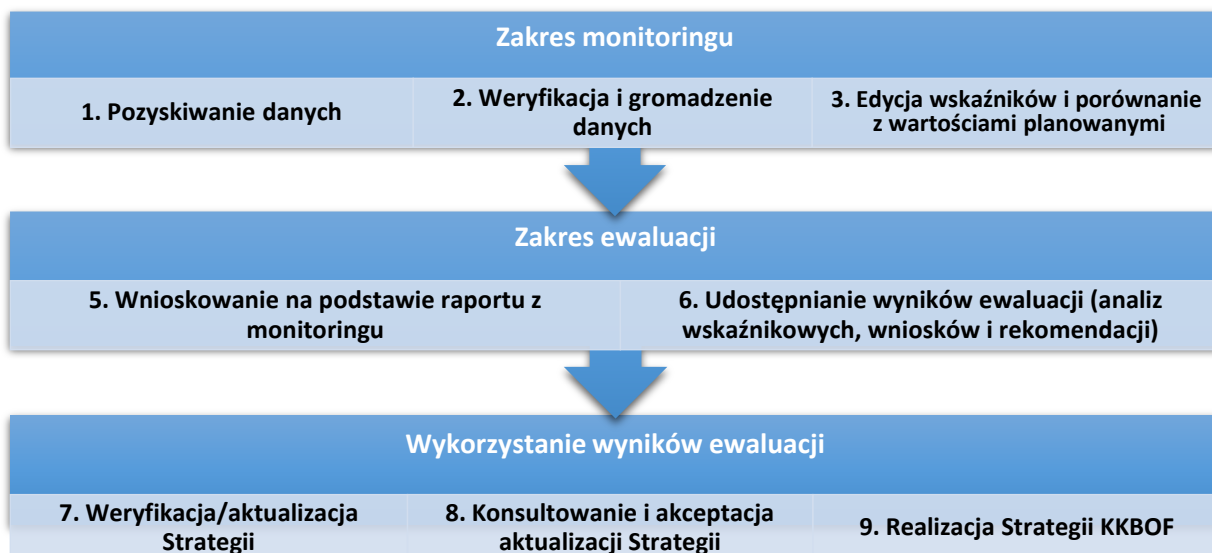 Zakres monitoringu
1. Pozyskiwanie danych
2. Weryfikacja i gromadzenie
danych
3. Edycja wskaźników i porównanie
z wartościami planowanymi
Zakres ewaluacji
5. Wnioskowanie na podstawie raportu z
monitoringu
6. Udostępnianie wyników ewaluacji (analiz
wskaźnikowych, wniosków i rekomendacji)
Wykorzystanie wyników ewaluacji
7. Weryfikacja/aktualizacja
Strategii
8. Konsultowanie i akceptacja
aktualizacji Strategii
9. Realizacja Strategii KKBOF